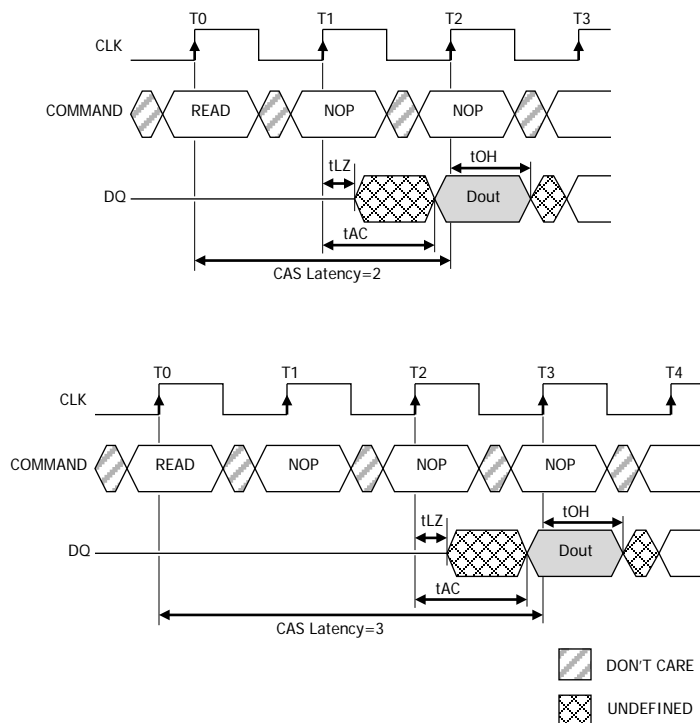 T0 T1 T2 T3
CLK
COMMAND READ NOP NOP
tLZ tOH
DQ Dout
tAC
CAS Latency=2
T0 T1 T2 T3 T4
CLK
COMMAND READ NOP NOP NOP
tLZ tOH
DQ Dout
tAC
CAS Latency=3
DON'T CARE
UNDEFINED